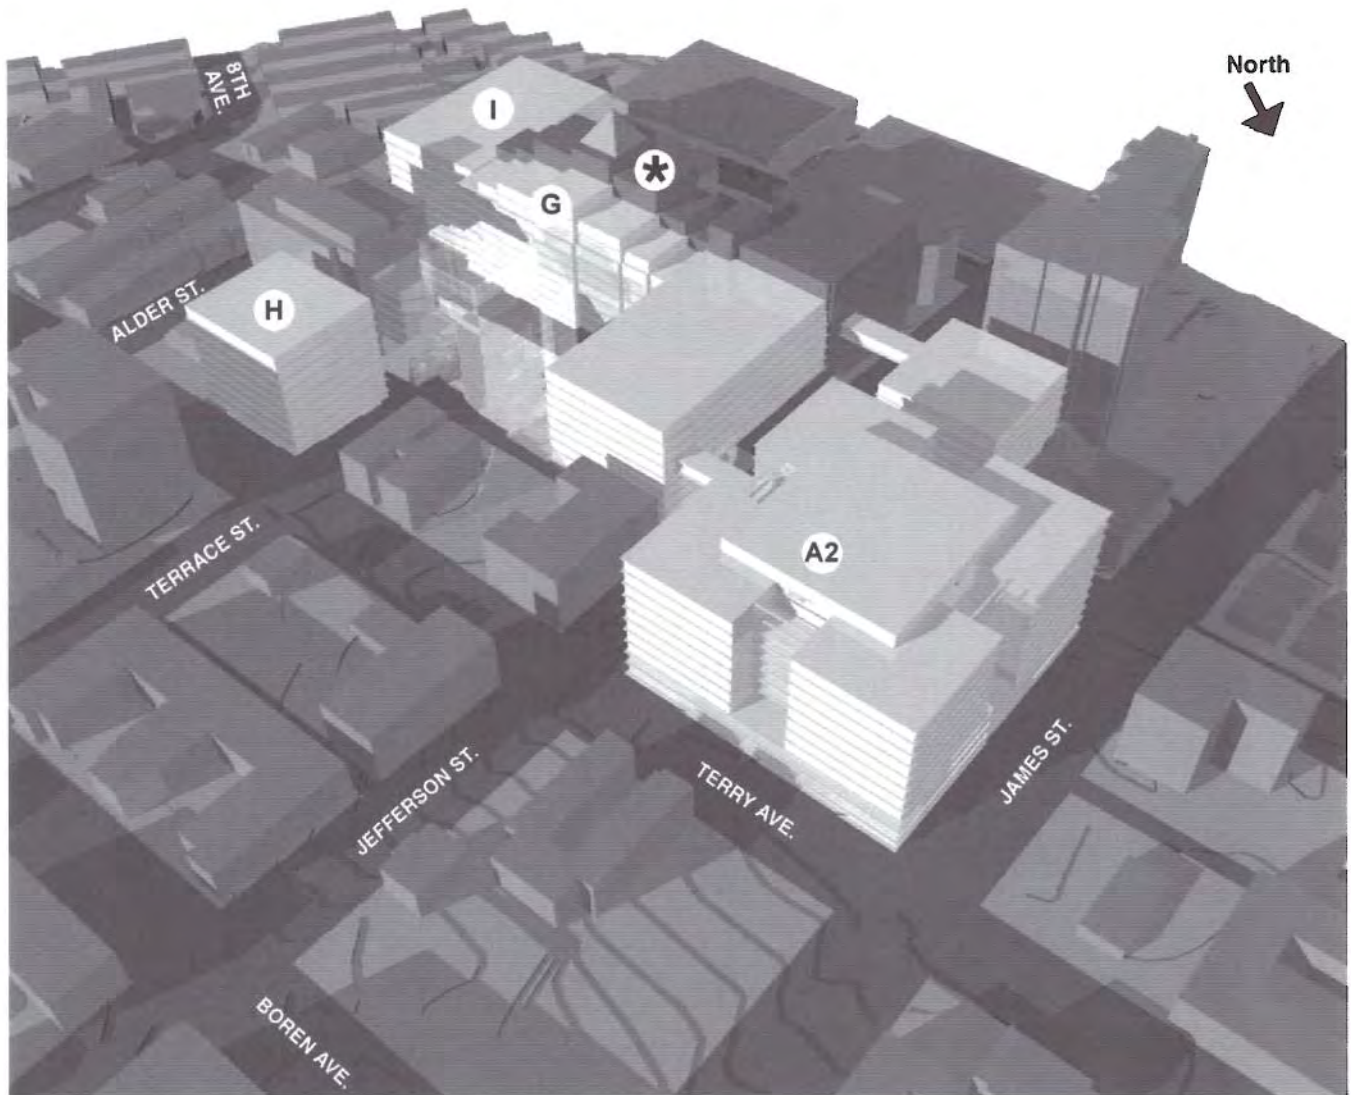 North
8TH
AVE.
I
*
G
H
ALDER ST.
A2
TERRACE ST.
JEFFERSON ST.
TERRY AVE.
JAMES ST.
BOREN AVE.